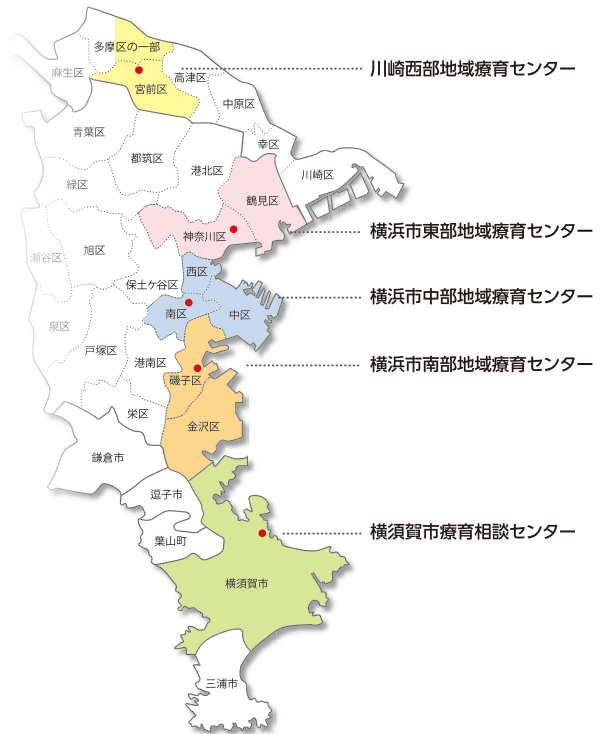 多摩区の一部
麻生区
高津区
川崎西部地域療育センター
宮前区
中原区
青葉区
幸区
都筑区
港北区
川崎区
緑区
鶴見区
神奈川区
横浜市東部地域療育センター
旭区
瀬谷区
西区
保土ケ谷区
横浜市中部地域療育センター
南区
中区
泉区
戸塚区
港南区
横浜市南部地域療育センター
磯子区
栄区
金沢区
鎌倉市
逗子市
横須賀市療育相談センター
葉山町
横須賀市
三浦市